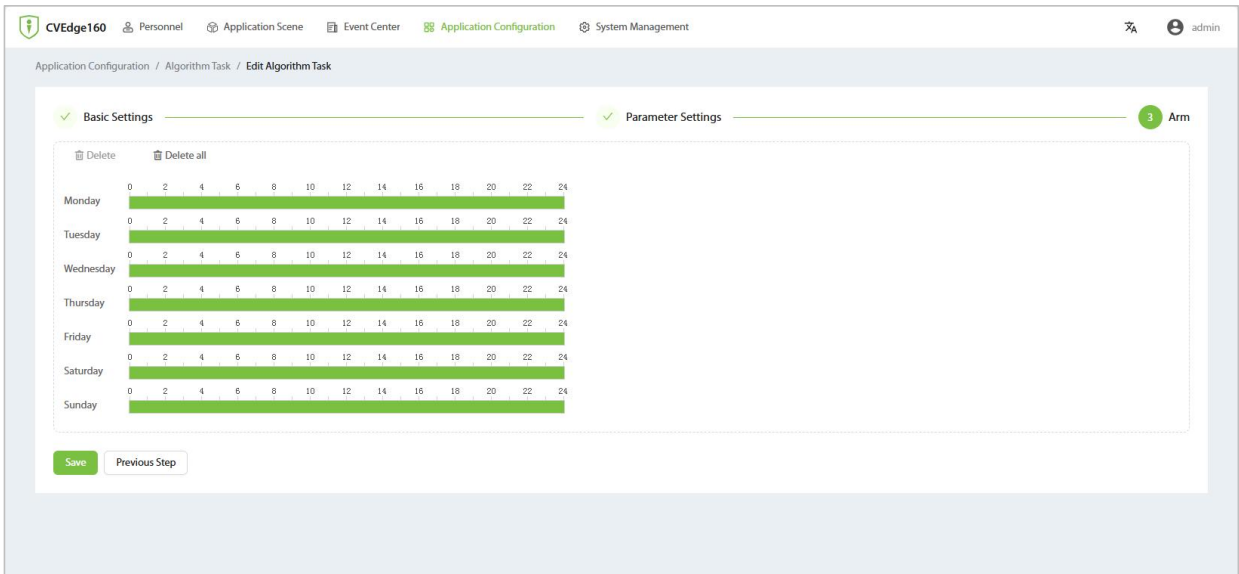 CVEdge160 Personnel Application Scene Event Center Application Configuration System Management admin
Application Configuration / Algorithm Task / Edit Algorithm Task
Basic Settings Parameter Settings 3 Arm
Delete Delete all
0 2 4 6 8 10 12 14 16 18 20 22 24
Monday
0 2 4 6 8 10 12 14 16 18 20 22 24
Tuesday
0 2 4 6 8 10 12 14 16 18 20 22 24
Wednesday
0 2 4 6 8 10 12 14 16 18 20 22 24
Thursday
0 2 4 6 8 10 12 14 16 18 20 22 24
Friday
0 2 4 6 8 10 12 14 16 18 20 22 24
Saturday
0 2 4 6 8 10 12 14 16 18 20 22 24
Sunday
Save Previous Step